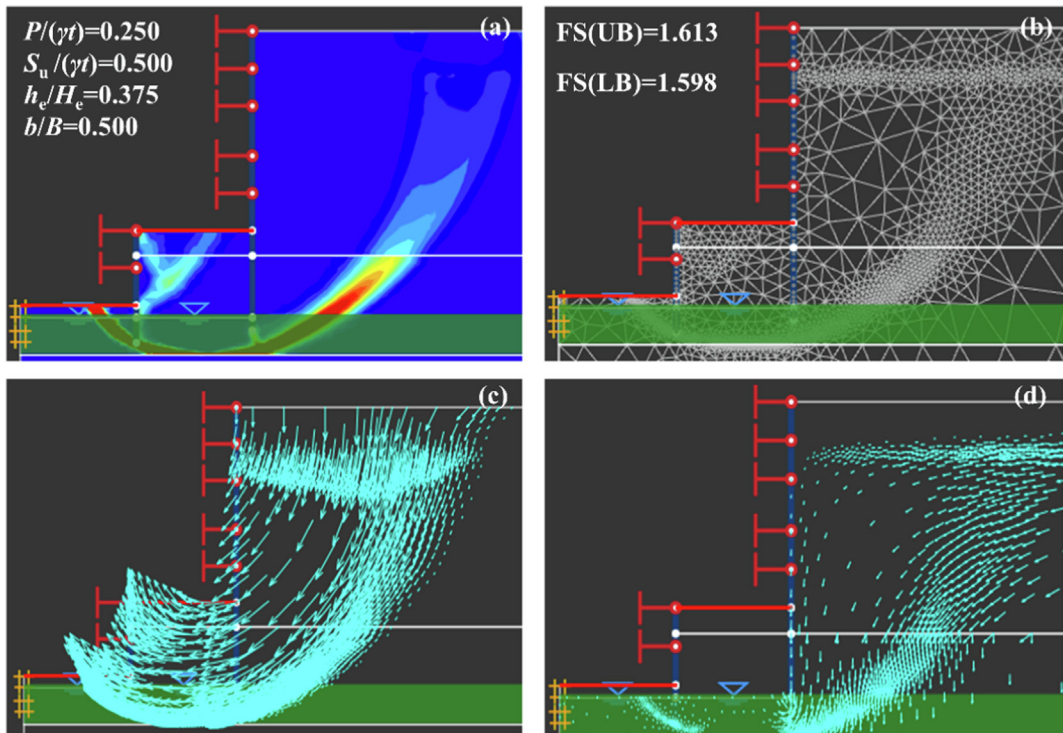 P/(γt)=0.250
Su/(γt)=0.500
he/He=0.375
b/B=0.500
(a)
FS(UB)=1.613
FS(LB)=1.598
(b)
(c)
(d)